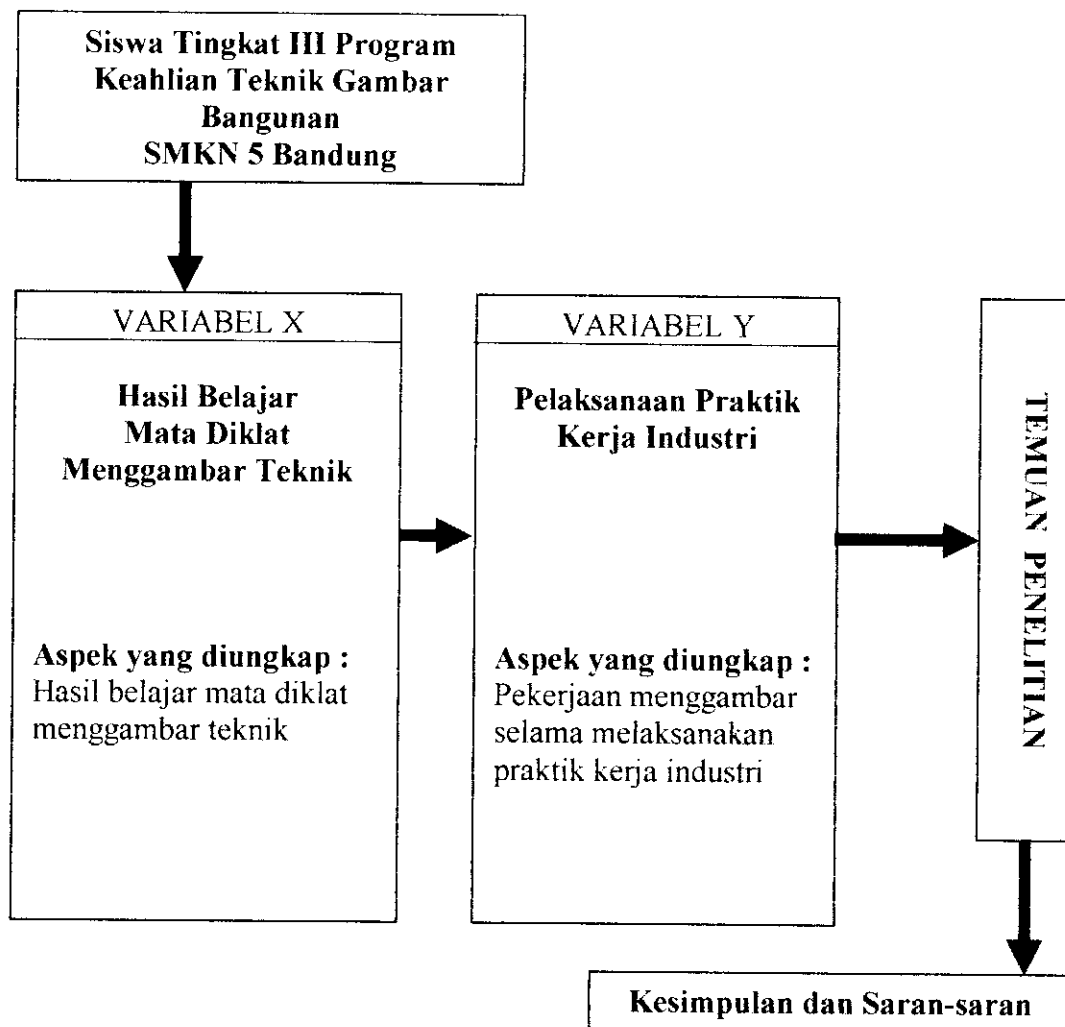 Siswa Tingkat III Program
Keahlian Teknik Gambar
Bangunan
SMKN 5 Bandung
VARIABEL X
Hasil Belajar
Mata Diklat
Menggambar Teknik
Aspek yang diungkap :
Hasil belajar mata diklat
menggambar teknik
VARIABEL Y
Pelaksanaan Praktik
Kerja Industri
Aspek yang diungkap :
Pekerjaan menggambar
selama melaksanakan
praktik kerja industri
TEMUAN PENELITIAN
Kesimpulan dan Saran-saran